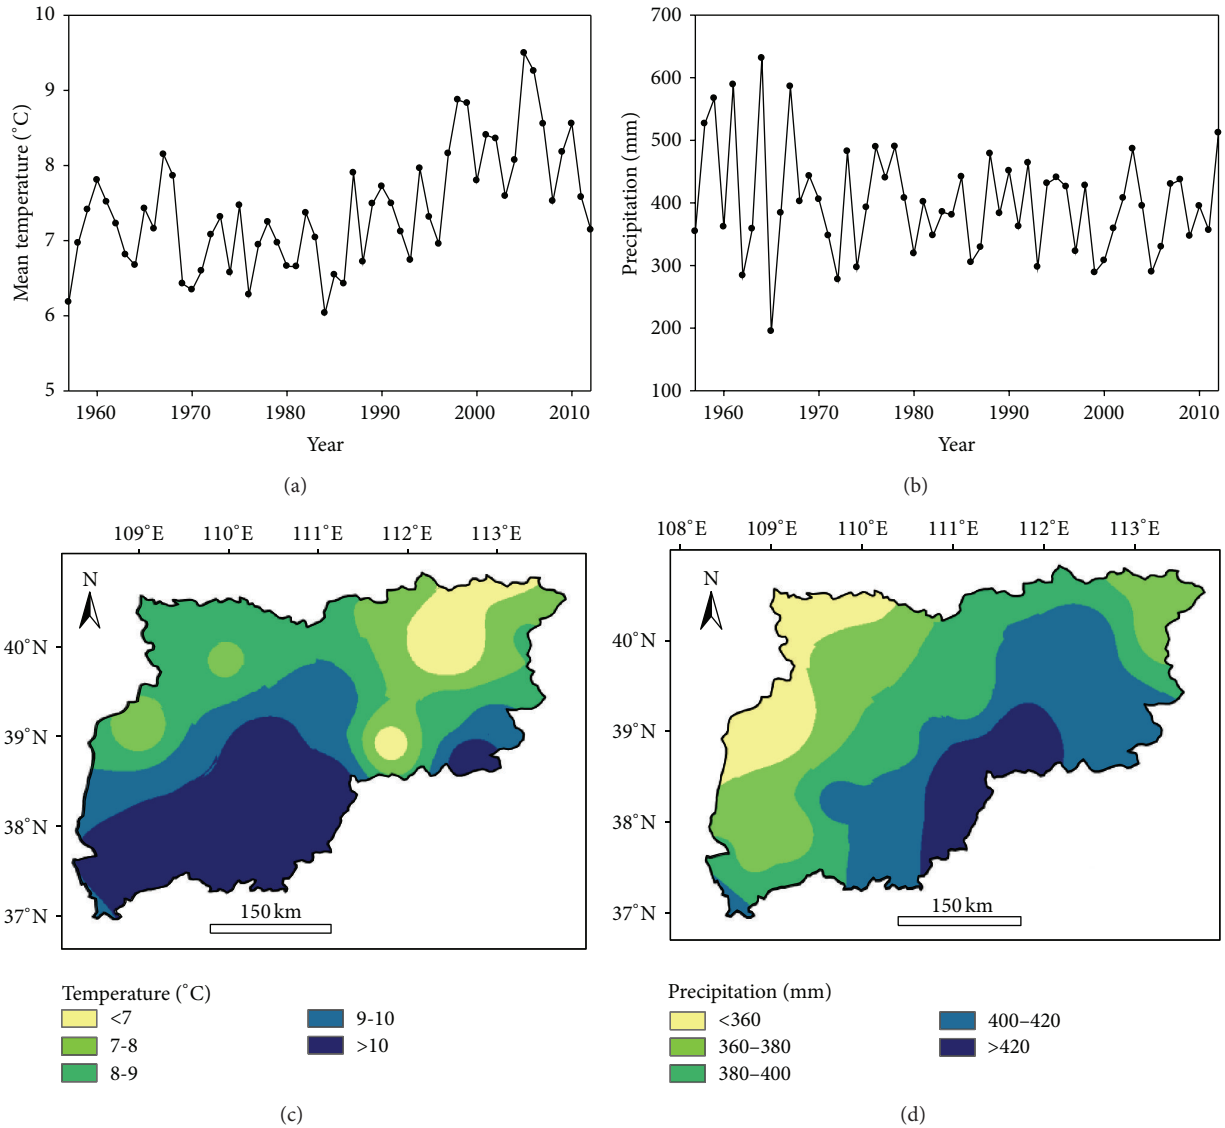 10
9
8
7
6
5
Mean temperature (˚C)
1960 1970 1980 1990 2000 2010
Year
(a)
700
600
500
400
300
200
100
Precipitation (mm)
1960 1970 1980 1990 2000 2010
Year
(b)
109˚E 110˚E 111˚E 112˚E 113˚E
N
40˚N
39˚N
38˚N
37˚N
150 km
Temperature (˚C)
<7
7-8
8-9
9-10
>10
(c)
108˚E 109˚E 110˚E 111˚E 112˚E 113˚E
N
40˚N
39˚N
38˚N
37˚N
150 km
Precipitation (mm)
<360
360–380
380–400
400–420
>420
(d)